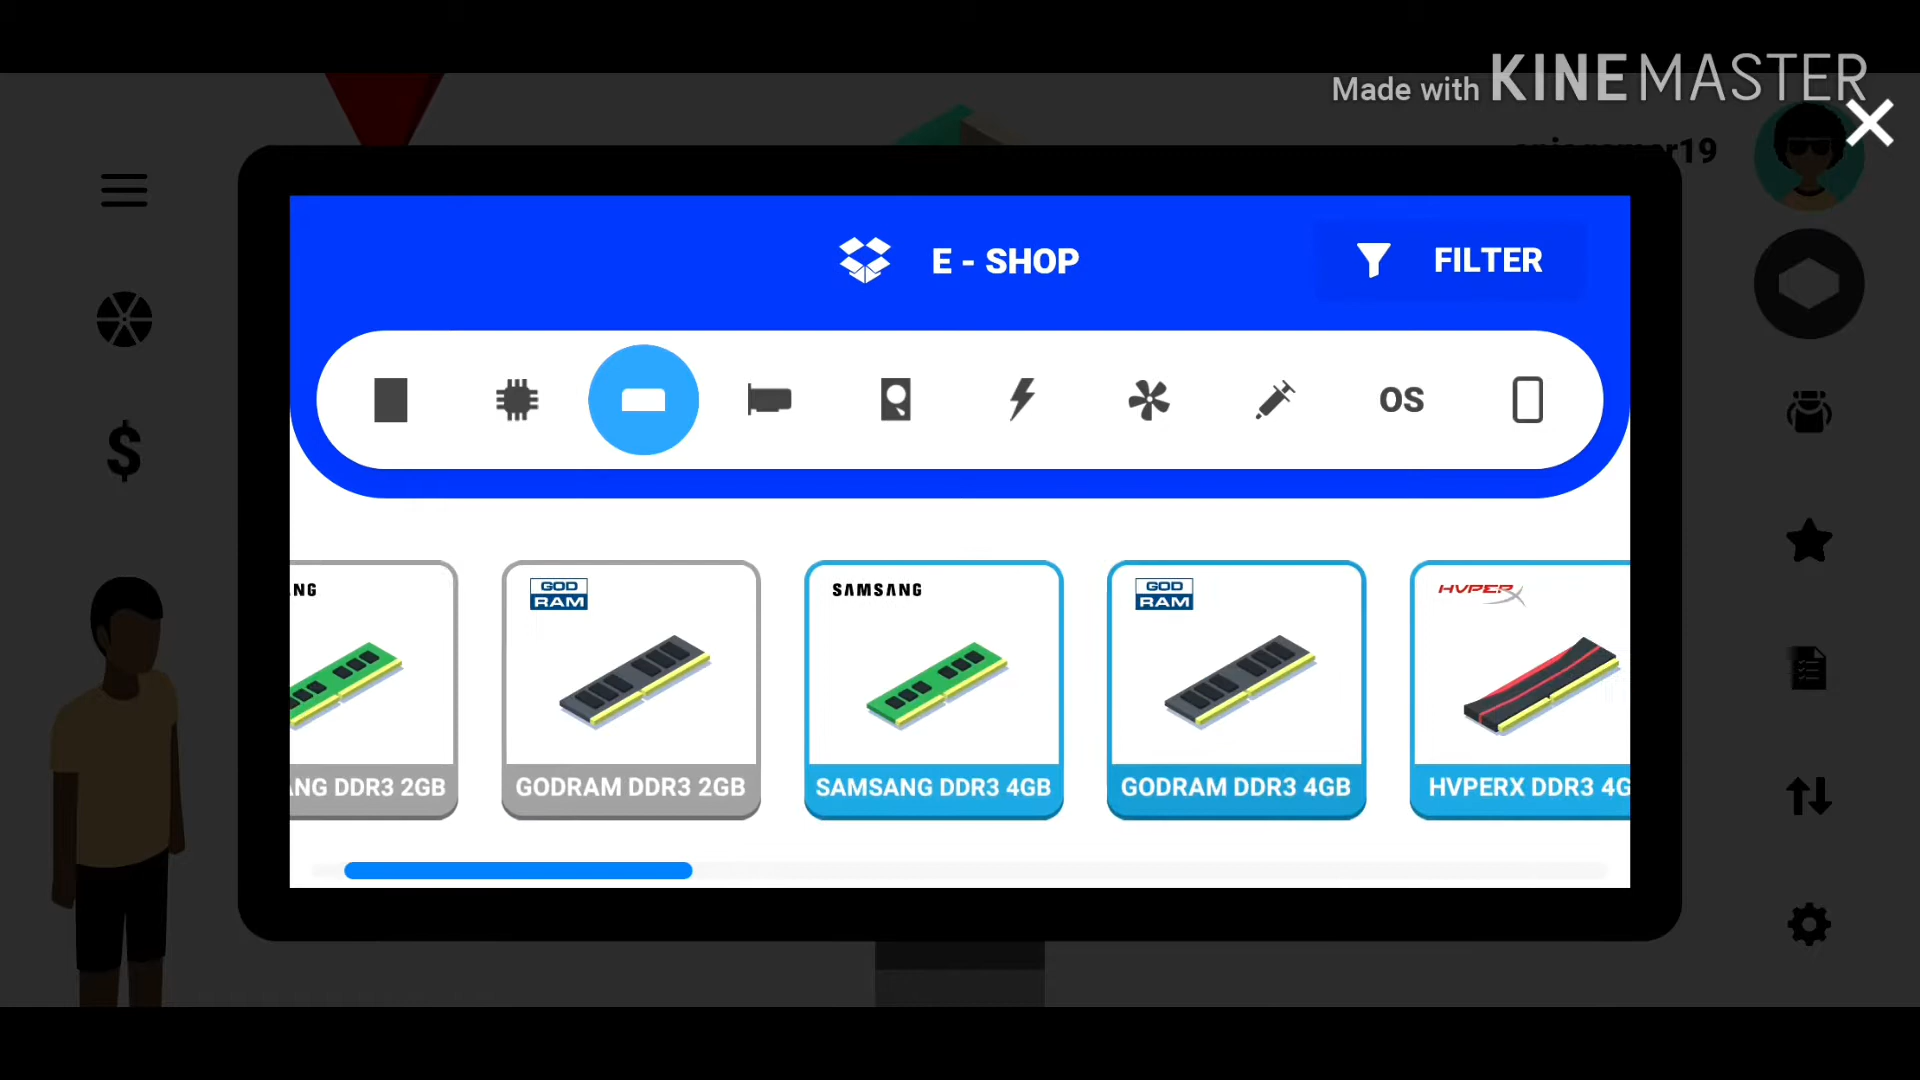 Made with KINEMASTER
E - SHOP
FILTER
OS
NG
GOD
RAM
SAMSANG
GOD
RAM
HVPERX
ANG DDR3 2GB
GODRAM DDR3 2GB
SAMSANG DDR3 4GB
GODRAM DDR3 4GB
HVPERX DDR3 4G